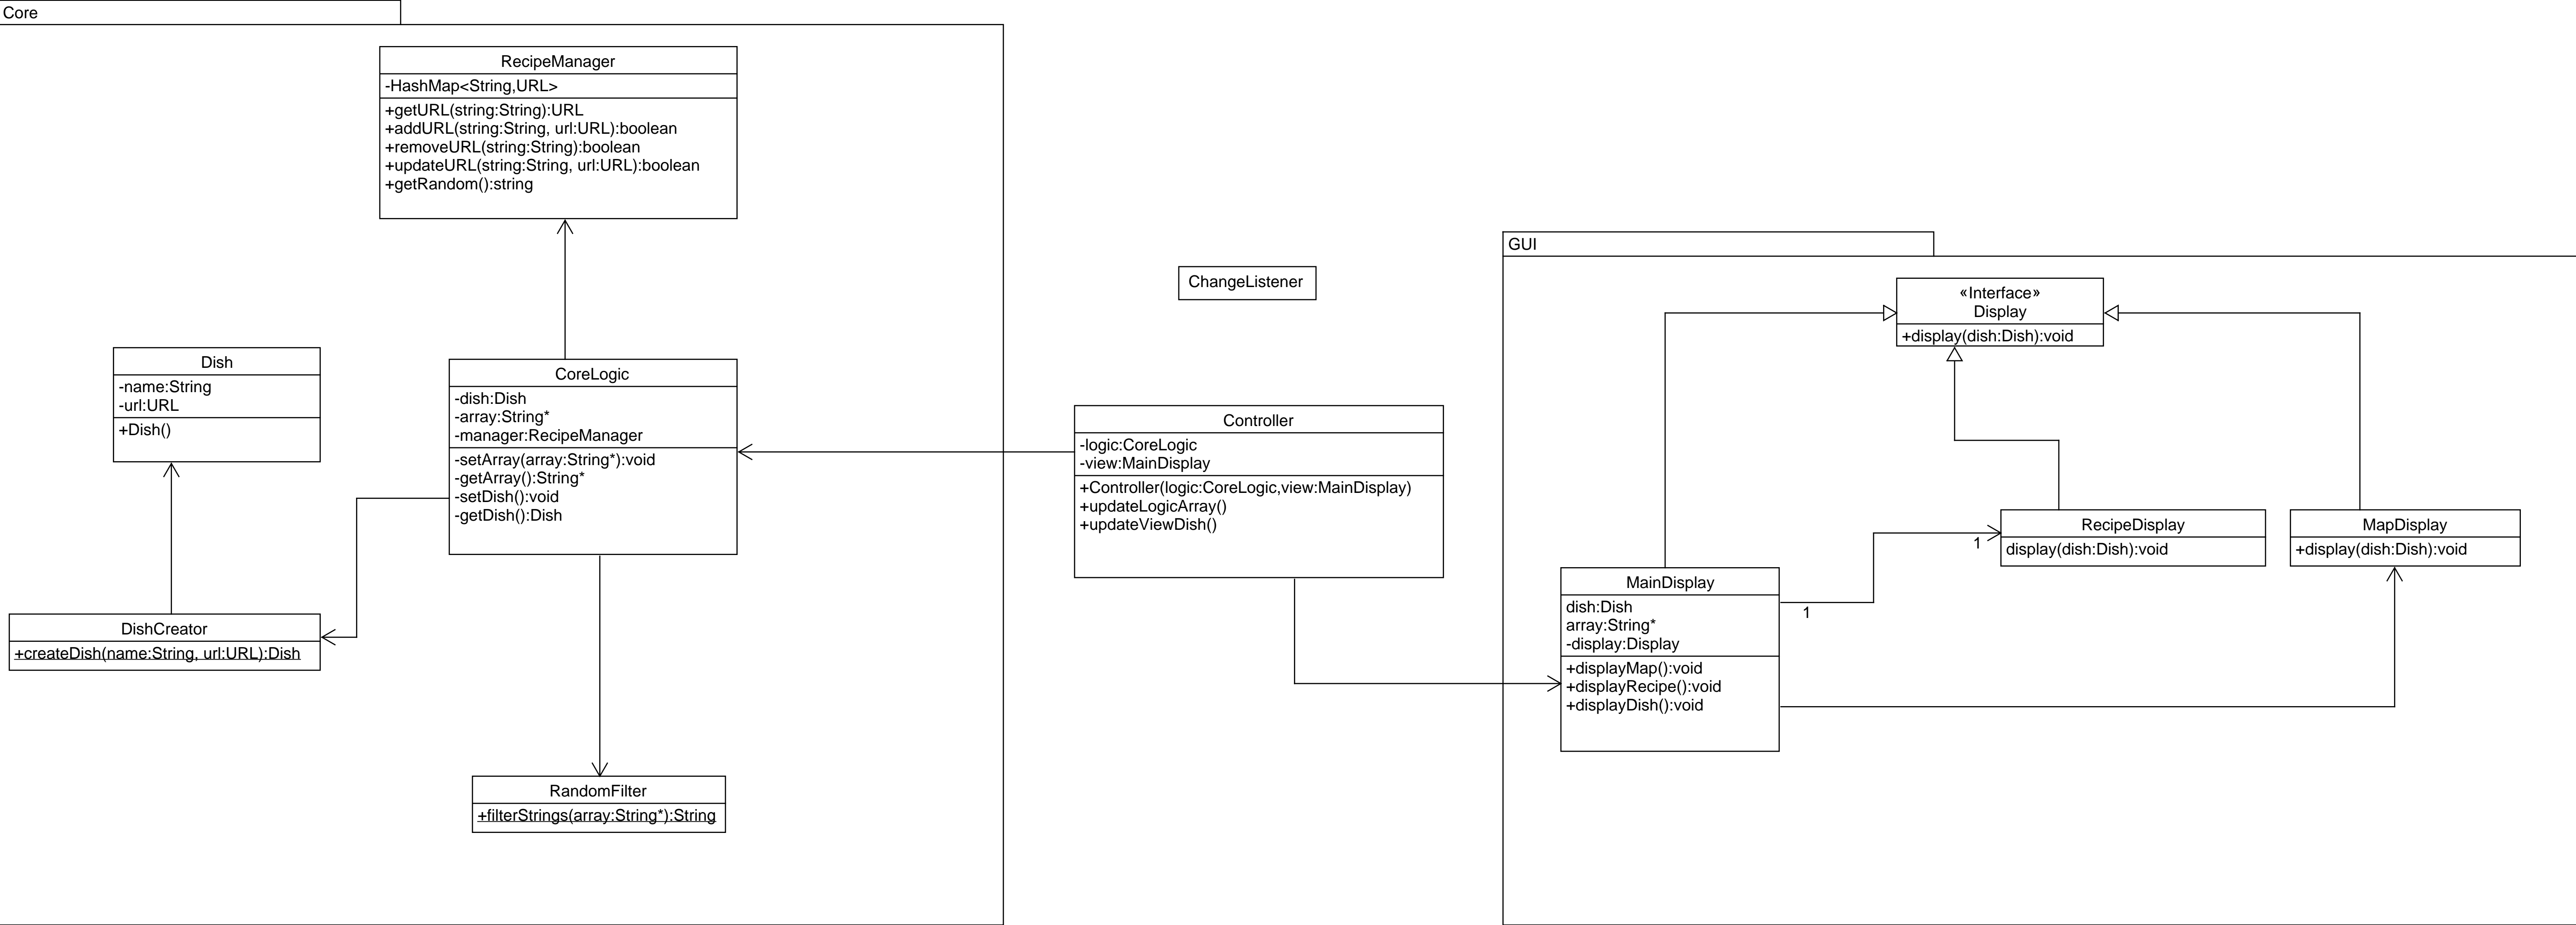 Core
RecipeManager
-HashMap<String,URL>
+getURL(string:String):URL
+addURL(string:String, url:URL):boolean
+removeURL(string:String):boolean
+updateURL(string:String, url:URL):boolean
+getRandom():string
Dish
-name:String
-url:URL
+Dish()
CoreLogic
-dish:Dish
-array:String*
-manager:RecipeManager
-setArray(array:String*):void
-getArray():String*
-setDish():void
-getDish():Dish
DishCreator
+createDish(name:String, url:URL):Dish
RandomFilter
+filterStrings(array:String*):String
ChangeListener
Controller
-logic:CoreLogic
-view:MainDisplay
+Controller(logic:CoreLogic,view:MainDisplay)
+updateLogicArray()
+updateViewDish()
GUI
«Interface»
Display
+display(dish:Dish):void
RecipeDisplay
display(dish:Dish):void
MapDisplay
+display(dish:Dish):void
1
1
MainDisplay
dish:Dish
array:String*
-display:Display
+displayMap():void
+displayRecipe():void
+displayDish():void